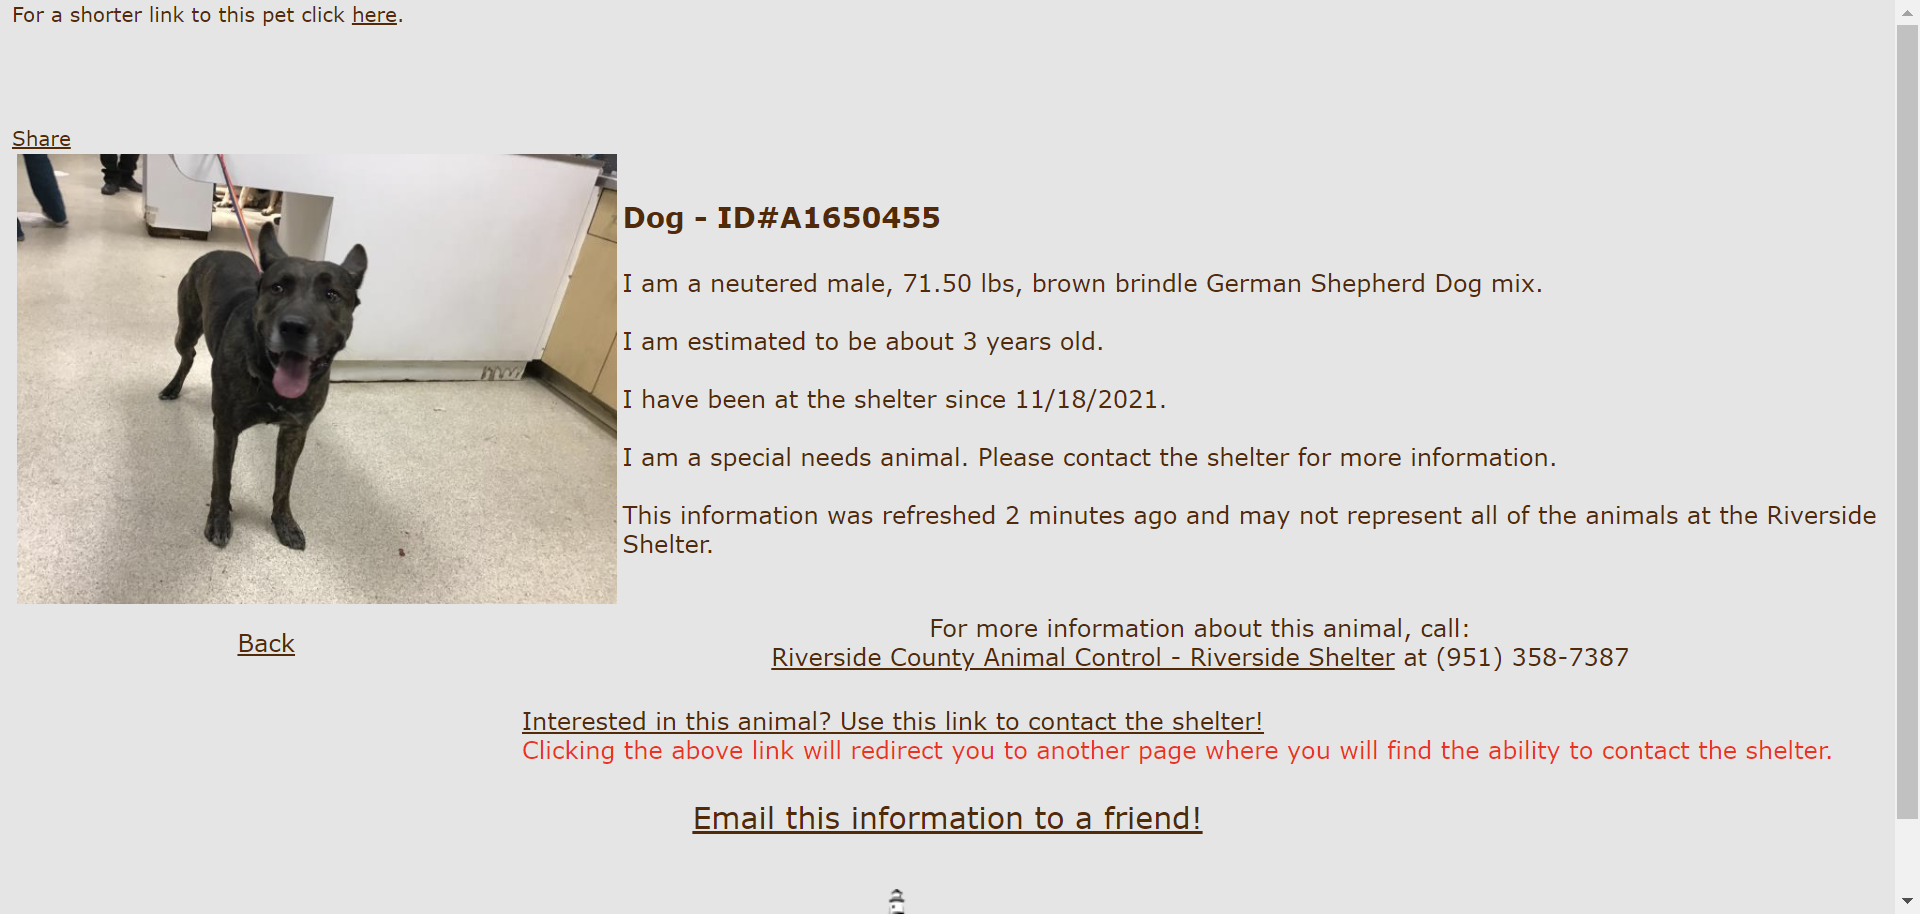 For a shorter link to this pet click here.
Share
Dog - ID#A1650455
I am a neutered male, 71.50 lbs, brown brindle German Shepherd Dog mix.
I am estimated to be about 3 years old.
I have been at the shelter since 11/18/2021.
I am a special needs animal. Please contact the shelter for more information.
This information was refreshed 2 minutes ago and may not represent all of the animals at the Riverside
Shelter.
Back
For more information about this animal, call:
Riverside County Animal Control - Riverside Shelter at (951) 358-7387
Interested in this animal? Use this link to contact the shelter!
Clicking the above link will redirect you to another page where you will find the ability to contact the shelter.
Email this information to a friend!